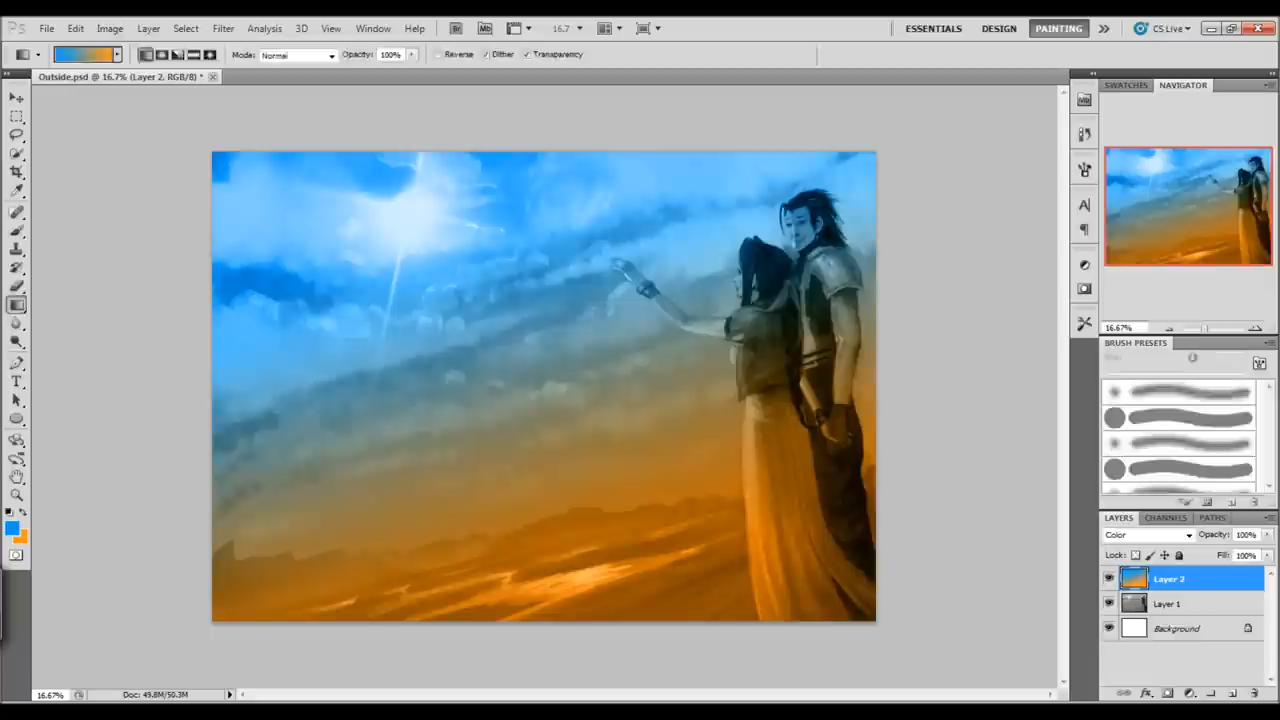 Ps File Edit Image Layer Select Filter Analysis 3D View Window Help Br Mb 16.7 ESSENTIALS DESIGN PAINTING CS Live
Mode: Normal Opacity: 100% Reverse Dither Transparency
Outside.psd @ 16.7% (Layer 2, RGB/8) *
SWATCHES NAVIGATOR
16.67%
BRUSH PRESETS
LAYERS CHANNELS PATHS
Color Opacity: 100%
Lock: Fill: 100%
Layer 2
Layer 1
Background
16.67% Doc: 49.8M/50.3M